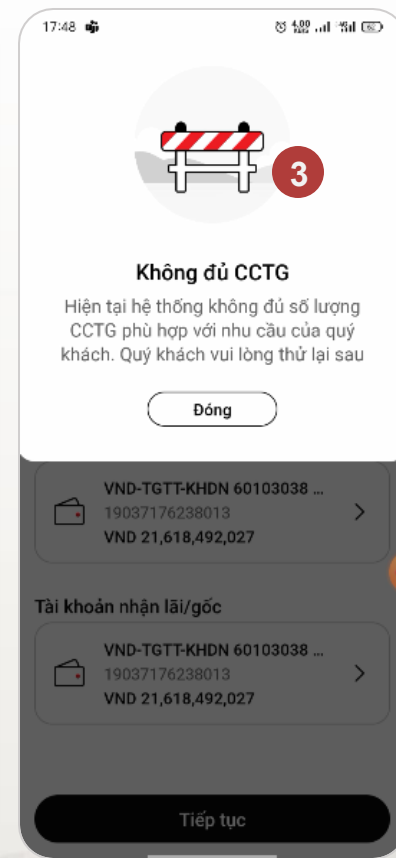 17:48
4.00
3
Không đủ CCTG
Hiện tại hệ thống không đủ số lượng
CCTG phù hợp với nhu cầu của quý
khách. Quý khách vui lòng thử lại sau
Đóng
VND-TGTT-KHDN 60103038 ...
19037176238013
VND 21,618,492,027
Tài khoản nhận lãi/gốc
VND-TGTT-KHDN 60103038 ...
19037176238013
VND 21,618,492,027
Tiếp tục